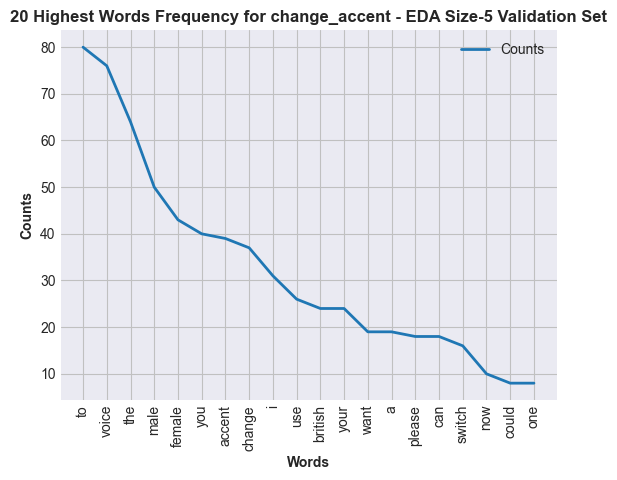 20 Highest Words Frequency for change_accent - EDA Size-5 Validation Set
Counts
80
70
60
50
40
30
20
10
Counts
to
voice
the
male
female
you
accent
change
i
use
british
your
want
a
please
can
switch
now
could
one
Words